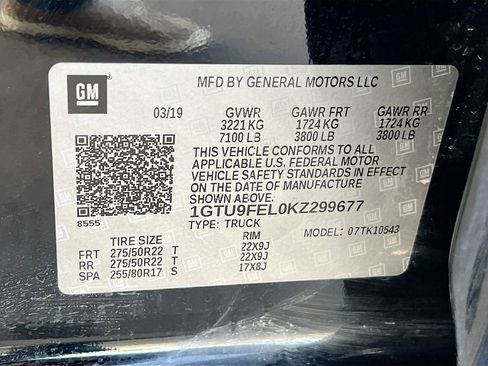 GM
MFD BY GENERAL MOTORS LLC
03/19 GVWR GAWR FRT GAWR RR
3221 KG 1724 KG 1724 KG
7100 LB 3800 LB 3800 LB
THIS VEHICLE CONFORMS TO ALL
APPLICABLE U.S. FEDERAL MOTOR
VEHICLE SAFETY STANDARDS IN EFFECT
ON THE DATE OF MANUFACTURE SHOWN ABOVE.
1GTU9FEL0KZ299677
8555
TYPE: TRUCK MODEL: 07TK10543
TIRE SIZE RIM
FRT 275/50R22 T 22X9J
RR 275/50R22 T 22X9J
SPA 255/80R17 S 17X8J